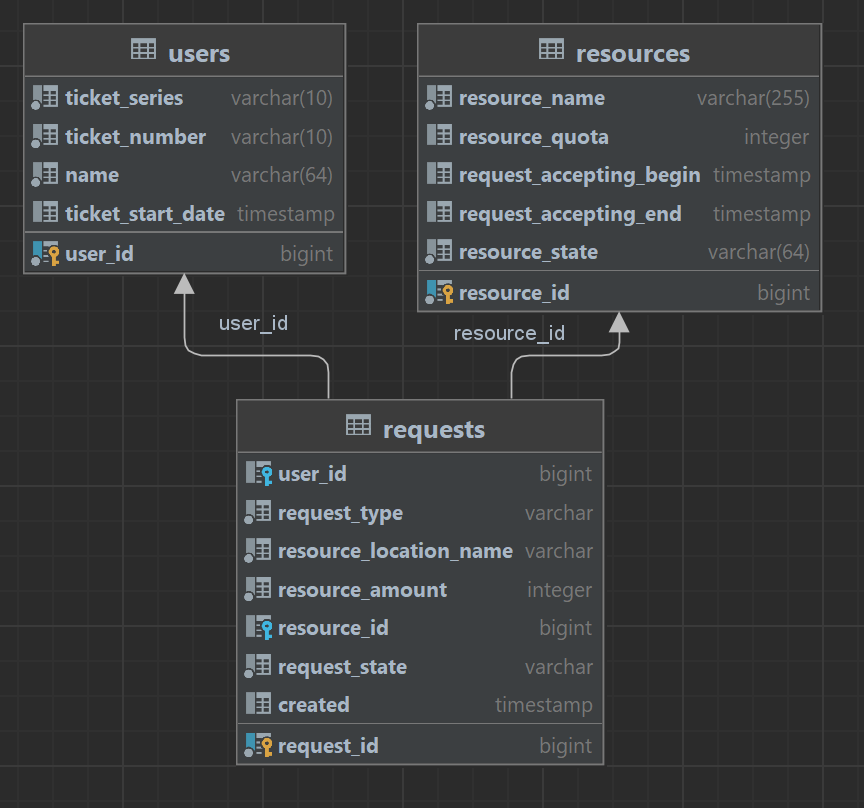 users
ticket_series varchar(10)
ticket_number varchar(10)
name varchar(64)
ticket_start_date timestamp
user_id bigint
resources
resource_name varchar(255)
resource_quota integer
request_accepting_begin timestamp
request_accepting_end timestamp
resource_state varchar(64)
resource_id bigint
user_id
resource_id
requests
user_id bigint
request_type varchar
resource_location_name varchar
resource_amount integer
resource_id bigint
request_state varchar
created timestamp
request_id bigint